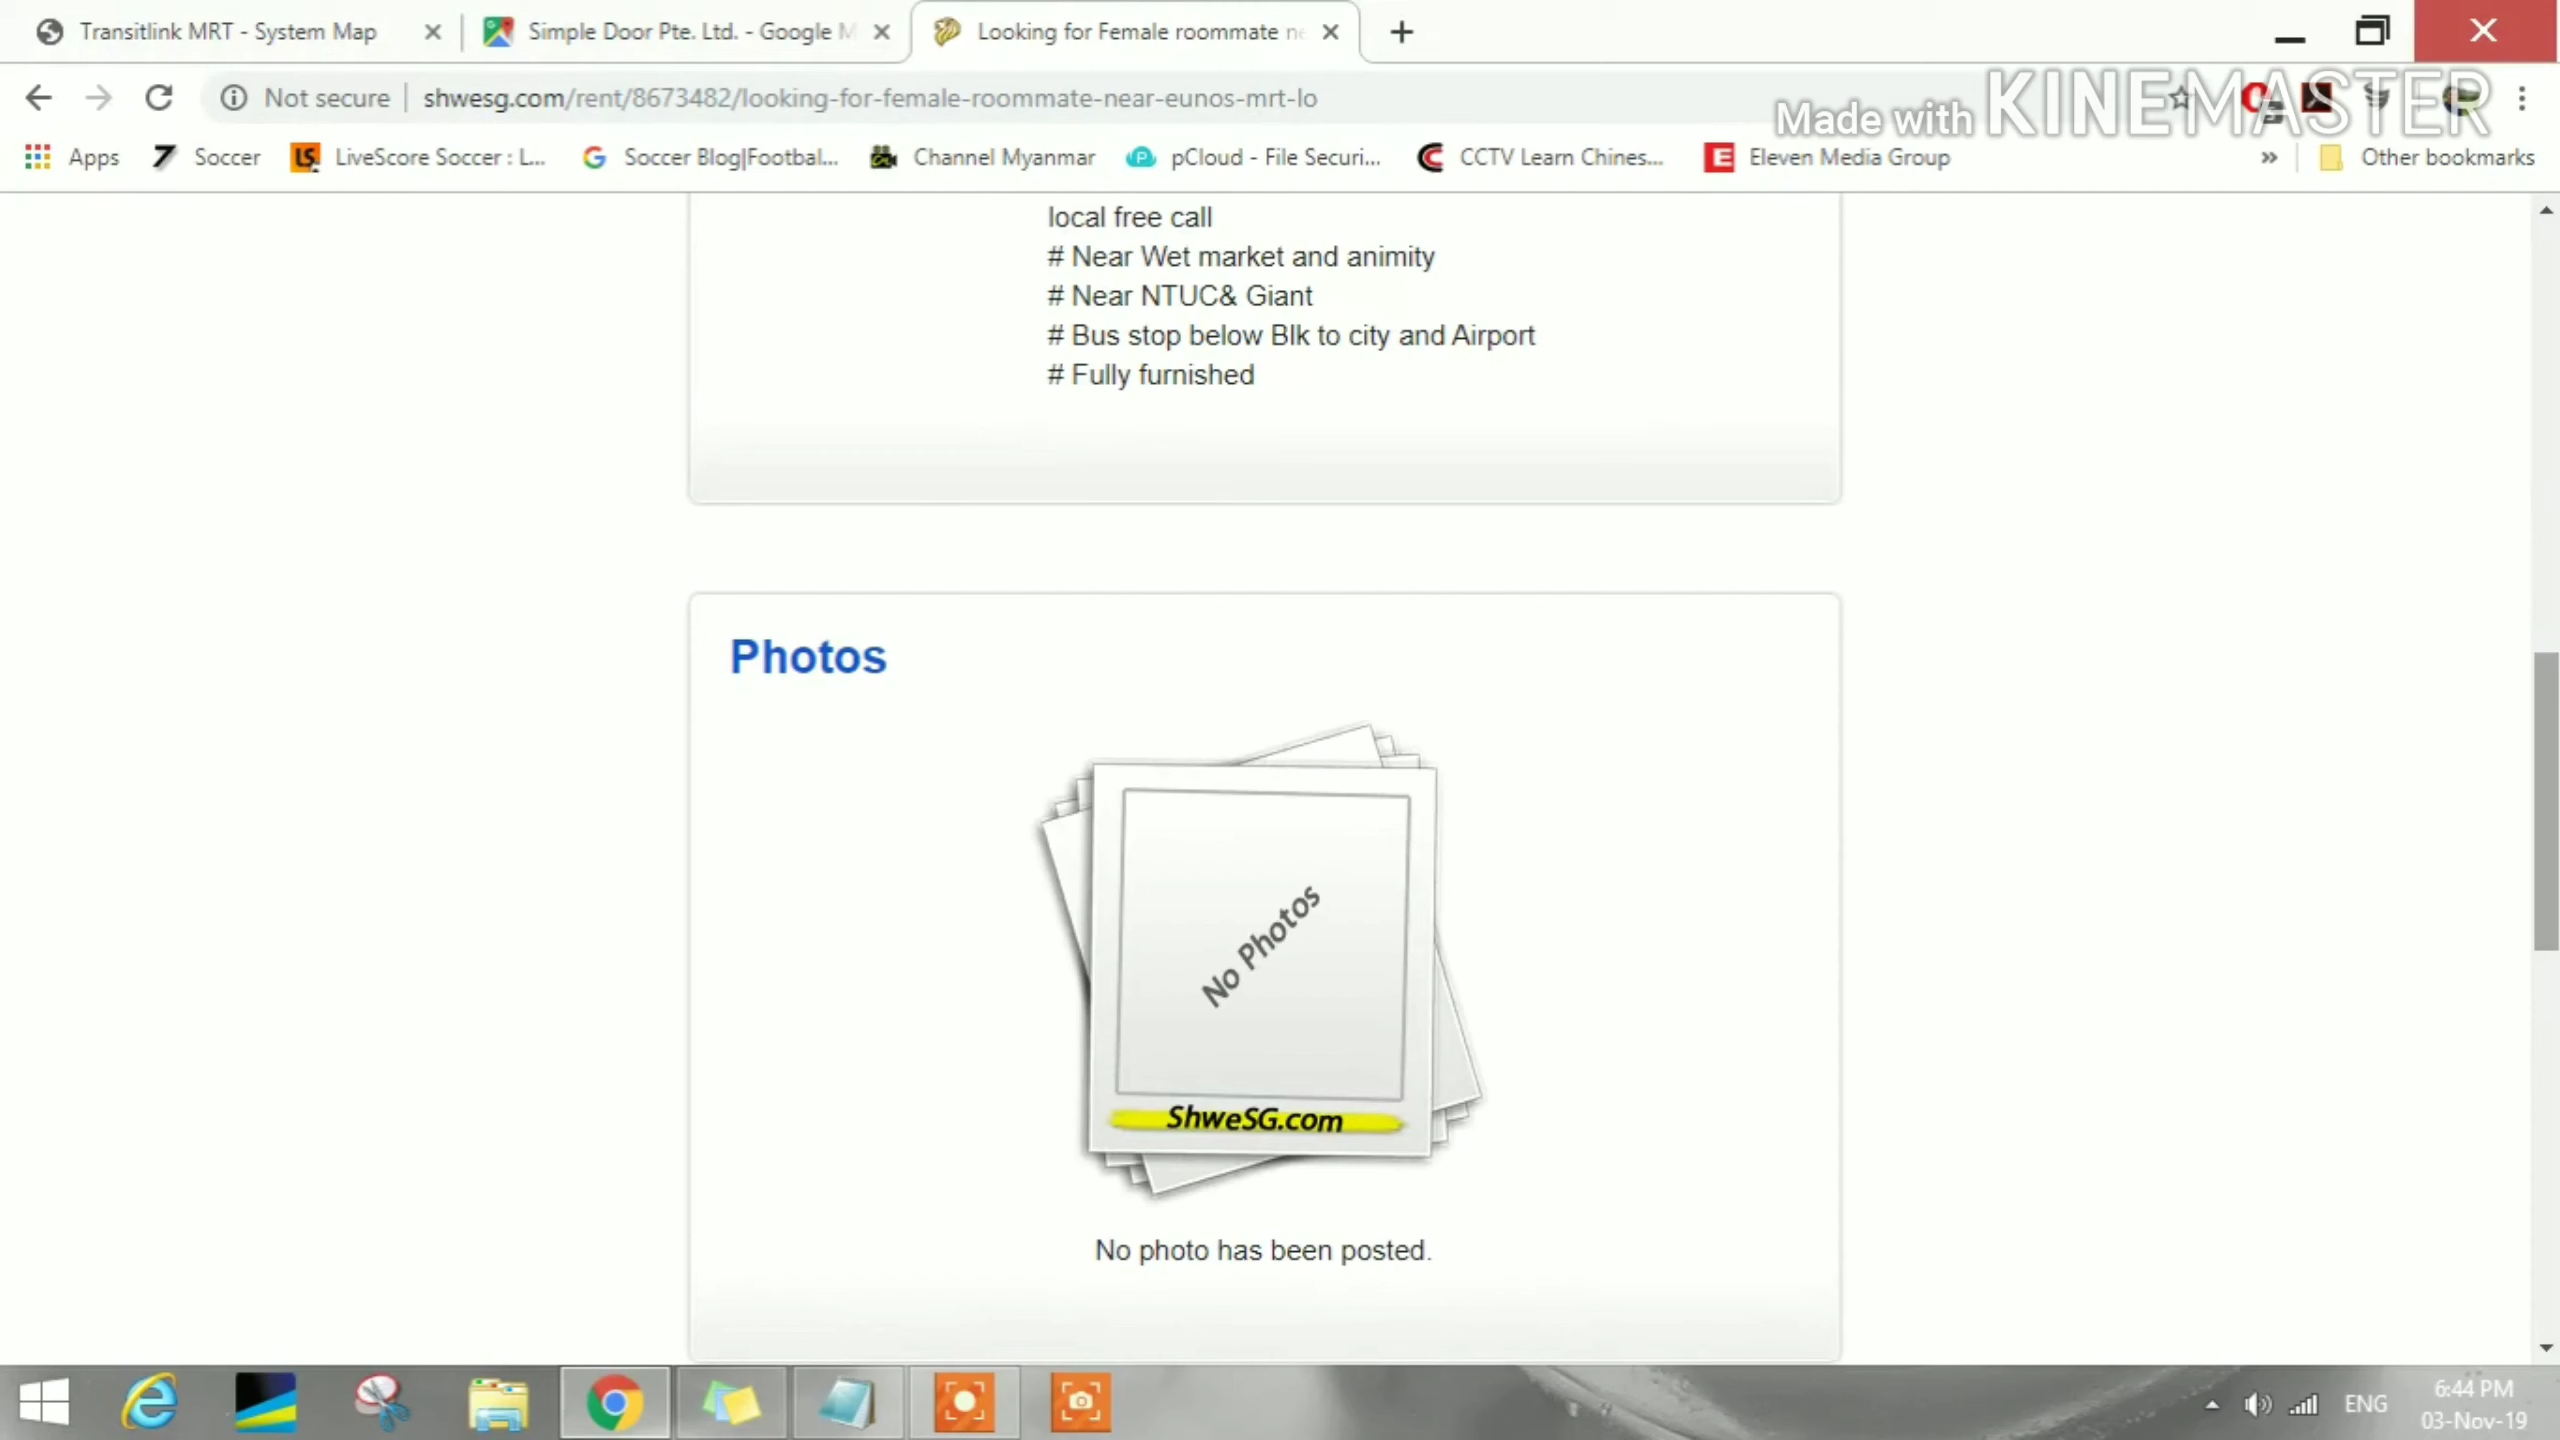 Transitlink MRT - System Map
Simple Door Pte. Ltd. - Google M
Looking for Female roommate ne
Not secure
shwesg.com/rent/8673482/looking-for-female-roommate-near-eunos-mrt-lo
Made with KINEMASTER
Apps
Soccer
LiveScore Soccer : L...
Soccer Blog|Footbal...
Channel Myanmar
pCloud - File Securi...
CCTV Learn Chines...
Eleven Media Group
Other bookmarks
local free call
# Near Wet market and animity
# Near NTUC& Giant
# Bus stop below Blk to city and Airport
# Fully furnished
Photos
No Photos
ShweSG.com
No photo has been posted.
ENG
6:44 PM
03-Nov-19